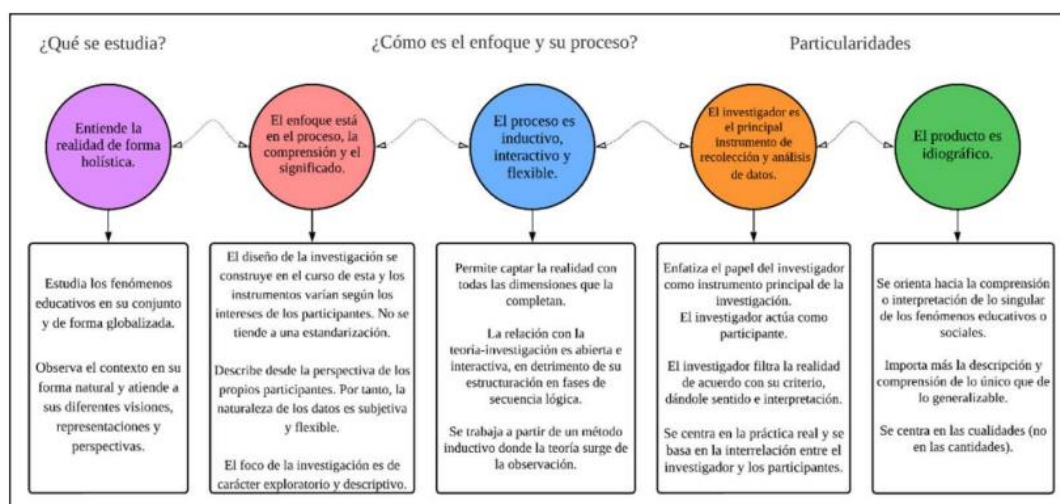 ¿Qué se estudia?
¿Cómo es el enfoque y su proceso?
Particularidades
Entiende la
realidad de forma
holística.
El enfoque está
en el proceso, la
comprensión y el
significado.
El proceso es
inductivo,
interactivo y
flexible.
El investigador es
el principal
instrumento de
recolección y análisis
de datos.
El producto es
idiográfico.
Estudia los fenómenos
educativos en su conjunto
y de forma globalizada.
Observa el contexto en su
forma natural y atiende a
sus diferentes visiones,
representaciones y
perspectivas.
El diseño de la investigación se
construye en el curso de esta y los
instrumentos varían según los
intereses de los participantes. No se
tiende a una estandarización.
Describe desde la perspectiva de los
propios participantes. Por tanto, la
naturaleza de los datos es subjetiva
y flexible.
El foco de la investigación es de
carácter exploratorio y descriptivo.
Permite captar la realidad con
todas las dimensiones que la
completan.
La relación con la
teoría-investigación es abierta e
interactiva, en detrimento de su
estructuración en fases de
secuencia lógica.
Se trabaja a partir de un método
inductivo donde la teoría surge de
la observación.
Enfatiza el papel del investigador
como instrumento principal de la
investigación.
El investigador actúa como
participante.
El investigador filtra la realidad
de acuerdo con su criterio,
dándole sentido e interpretación.
Se centra en la práctica real y se
basa en la interrelación entre el
investigador y los participantes.
Se orienta hacia la comprensión
o interpretación de lo singular
de los fenómenos educativos o
sociales.
Importa más la descripción y
comprensión de lo único que de
lo generalizable.
Se centra en las cualidades (no
en las cantidades).